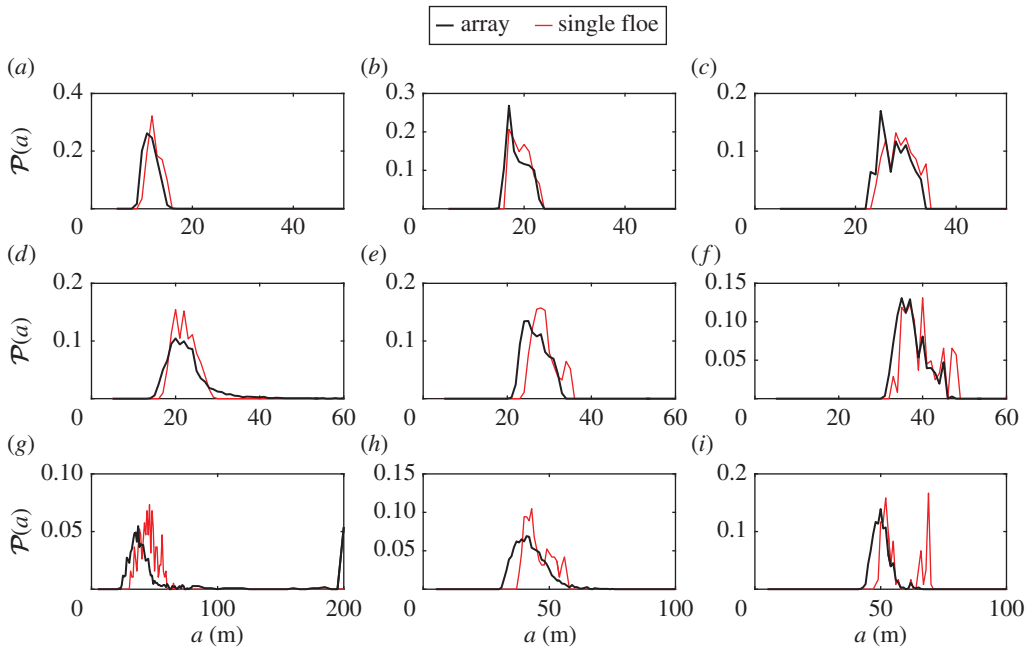 array single floe
(a) (b) (c)
0.4 0.3 0.2
P(a) 0.2 0.2 0.1 0.1
0 20 40 0 20 40 0 20 40
(d) (e) (f)
0.2 0.2 0.15
P(a) 0.1 0.1 0.10 0.05
0 20 40 60 0 20 40 60 0 20 40 60
(g) (h) (i)
0.10 0.15 0.2
P(a) 0.05 0.10 0.05 0.1
0 100 200 0 50 100 0 50 100
a (m) a (m) a (m)